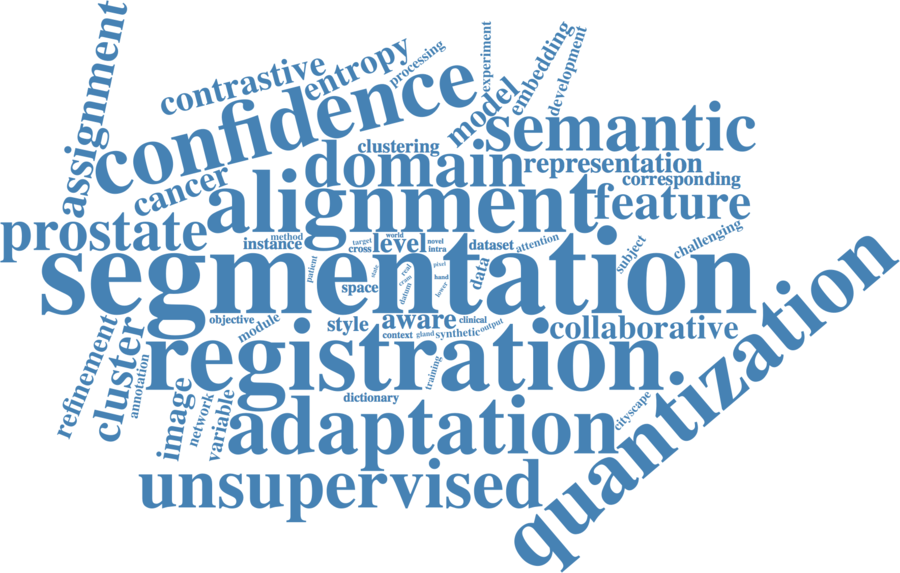 assignment
contrastive
entropy
processing
experiment
embedding
development
confidence
model
semantic
clustering
domain
representation
cancer
corresponding
alignment
feature
prostate
method
instance
target
world
cross
level
novel
intra
dataset
attention
subject
challenging
segmentation
patient
space
state
real
cross
datum
pixel
hand
lower
data
quantization
objective
module
style
aware
clinical
context
gland
synthetic
output
collaborative
refinement
cluster
annotation
registration
training
image
network
variable
dictionary
cityscape
adaptation
unsupervised